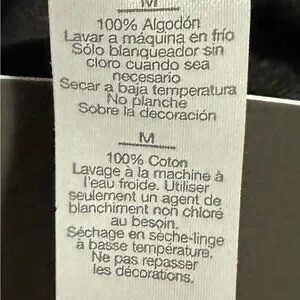 M
100% Algodón
Lavar a máquina en frío
Sólo blanqueador sin
cloro cuando sea
necesario
Secar a baja temperatura
No planche
Sobre la decoración
M
100% Coton
Lavage à la machine à
l'eau froide. Utiliser
seulement un agent de
blanchiment non chloré
au besoin.
Séchage en sèche-linge
à basse température.
Ne pas repasser
les décorations.